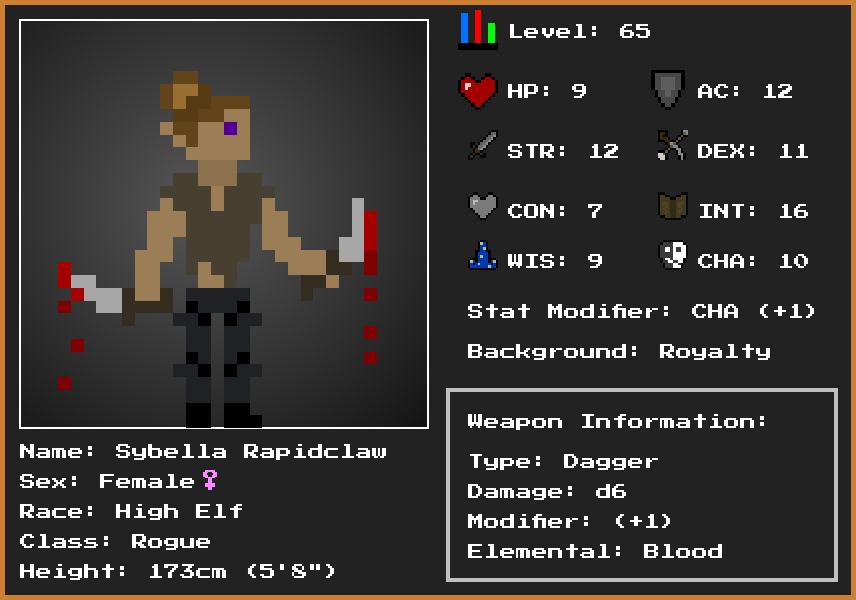 Level: 65
HP: 9
AC: 12
STR: 12
DEX: 11
CON: 7
INT: 16
WIS: 9
CHA: 10
Stat Modifier: CHA (+1)
Background: Royalty
Weapon Information:
Type: Dagger
Damage: d6
Modifier: (+1)
Elemental: Blood
Name: Sybella Rapidclaw
Sex: Female♀
Race: High Elf
Class: Rogue
Height: 173cm (5'8")